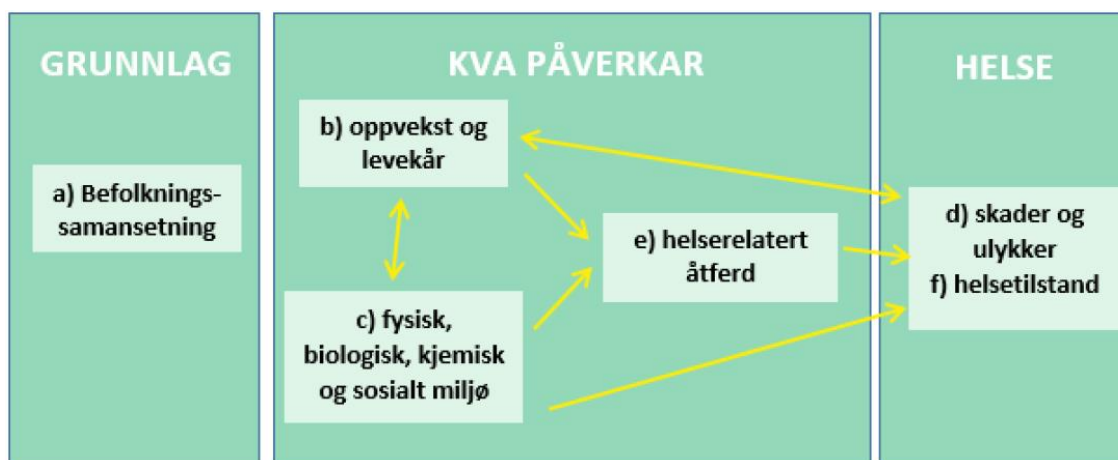 GRUNNLAG
a) Befolknings-
samansetning
KVA PÅVERKAR
b) oppvekst og
levekår
e) helserelatert
åtferd
c) fysisk,
biologisk, kjemisk
og sosialt miljø
HELSE
d) skader og
ulykker
f) helsetilstand